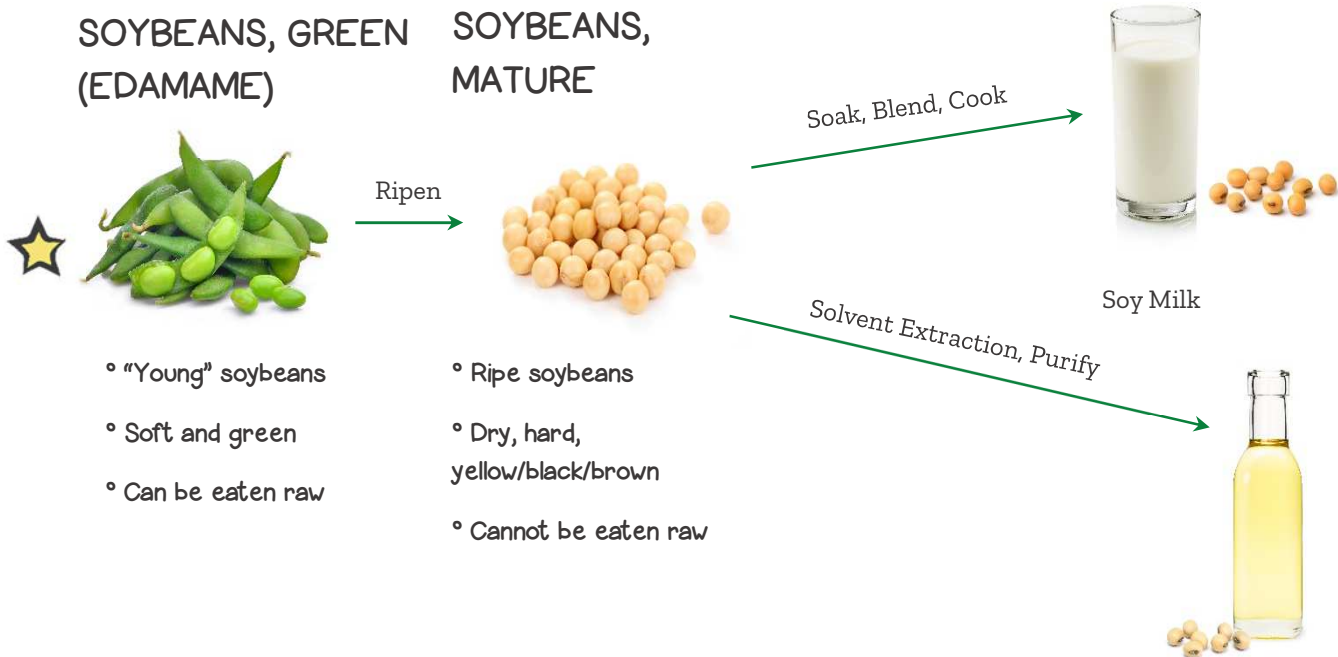 SOYBEANS, GREEN
(EDAMAME)
SOYBEANS,
MATURE
Ripen
Soak, Blend, Cook
Soy Milk
Solvent Extraction, Purify
° “Young” soybeans
° Soft and green
° Can be eaten raw
° Ripe soybeans
° Dry, hard,
yellow/black/brown
° Cannot be eaten raw